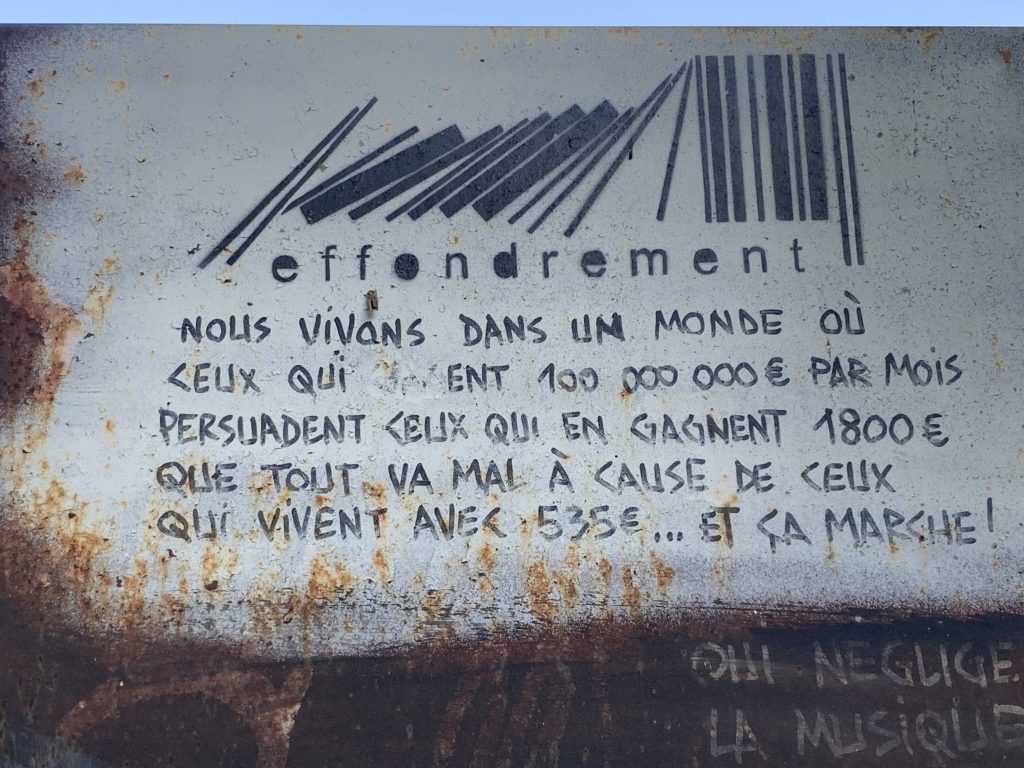 effondrement
NOUS ViVONS DANS UN MONDE OÙ
CEUX QUi 100 000 000 € PAR MOiS
PERSUADENT CEUX QUi EN GAGNENT 1800 €
QUE TOUT VA MAL À CAUSE DE CEUX
QUi ViVENT AVEC 535 € ... ET ÇA MARCHE !
QUI NEGLIGE
LA MUSIQUE